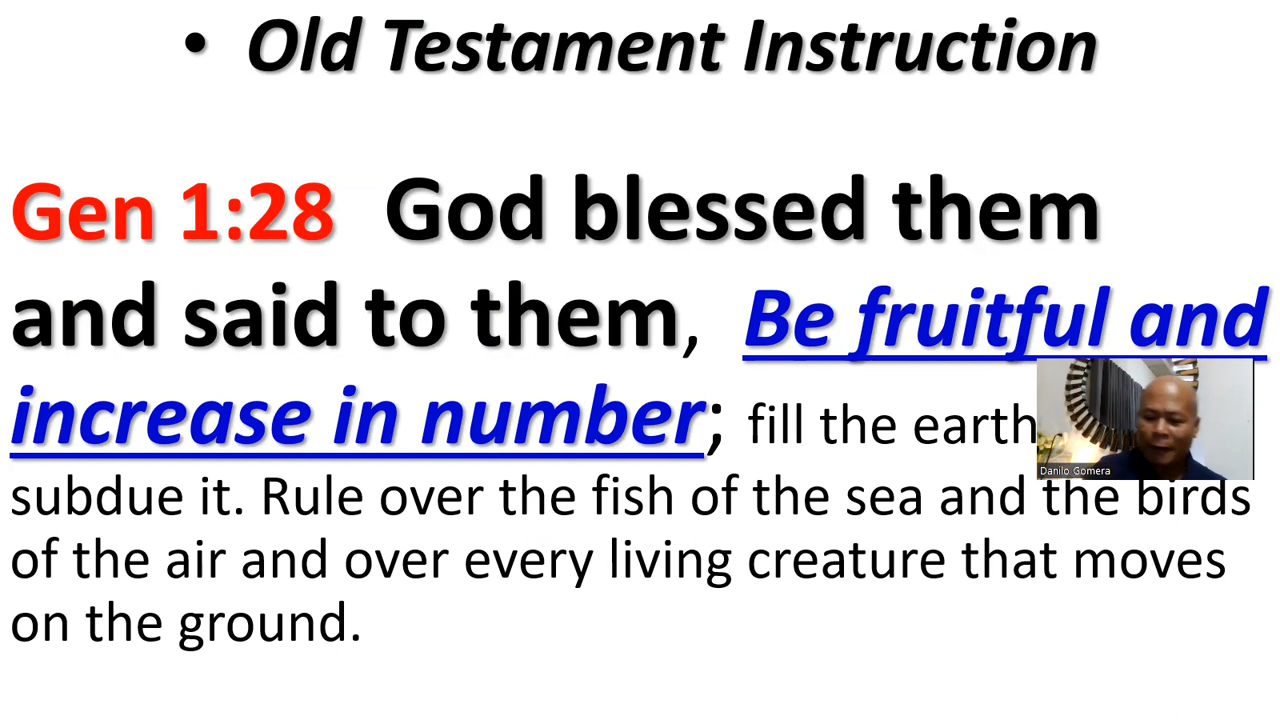 • Old Testament Instruction
Gen 1:28 God blessed them
and said to them, Be fruitful and
increase in number; fill the earth
subdue it. Rule over the fish of the sea and the birds
of the air and over every living creature that moves
on the ground.
Danilo Gomera